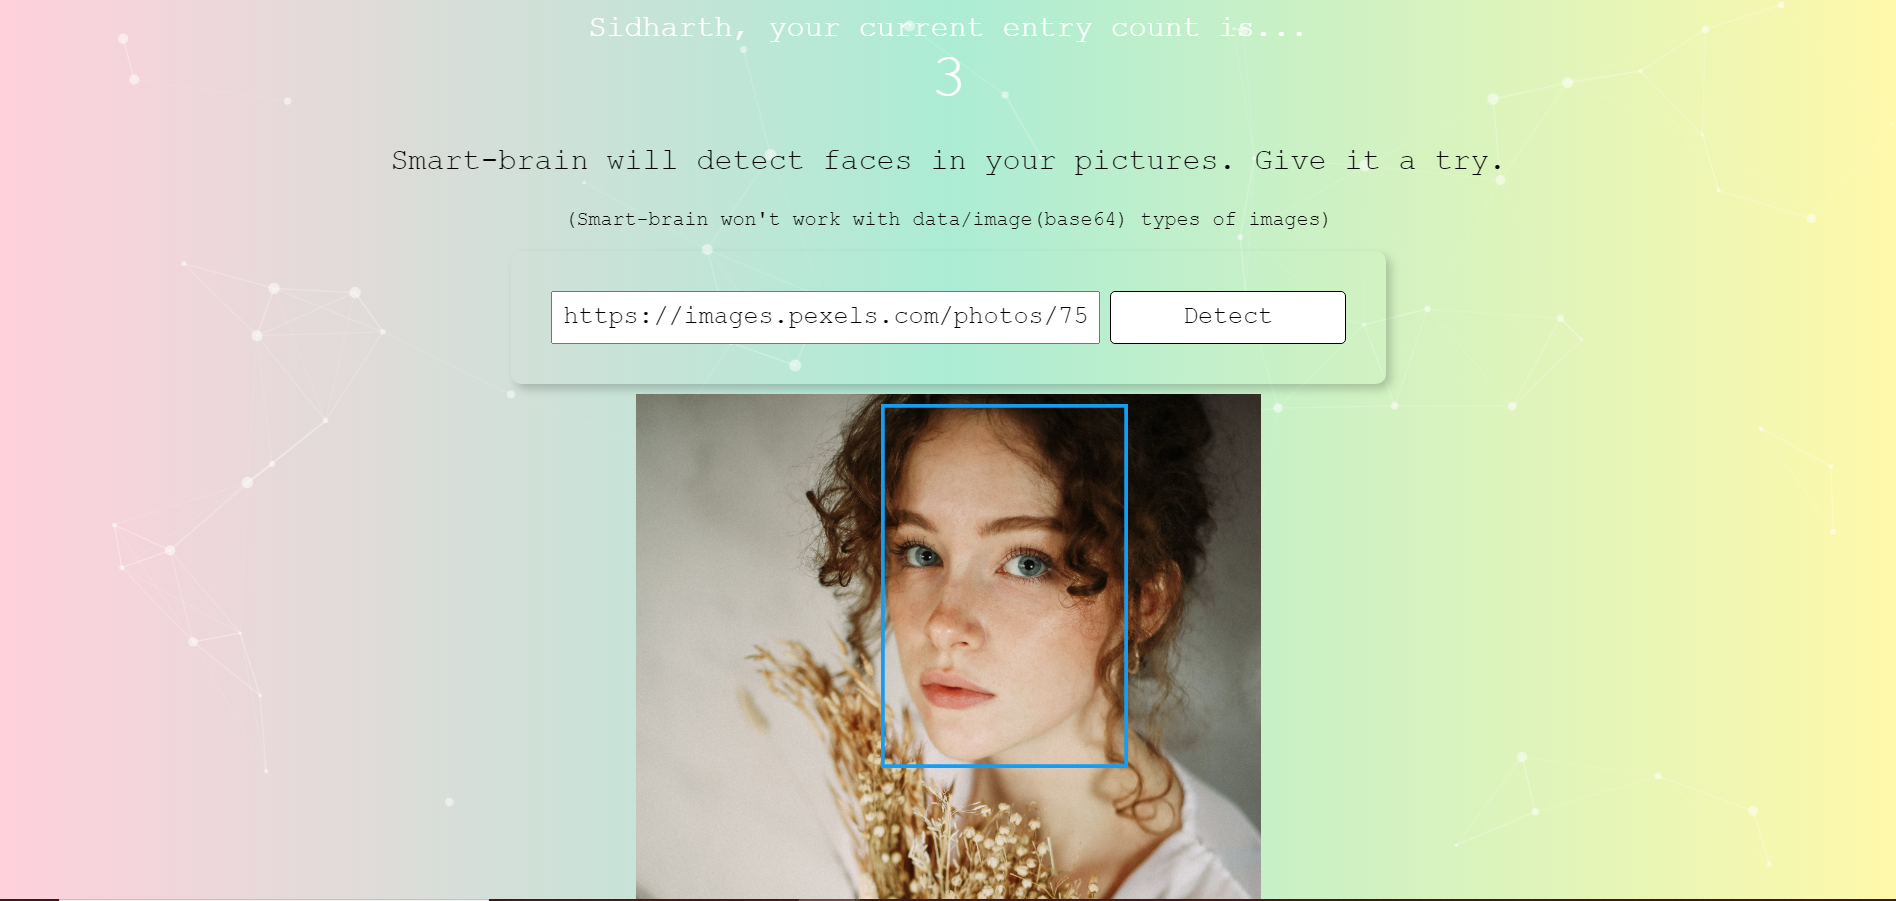 Sidharth, your current entry count is...
3
Smart-brain will detect faces in your pictures. Give it a try.
(Smart-brain won't work with data/image(base64) types of images)
https://images.pexels.com/photos/75
Detect